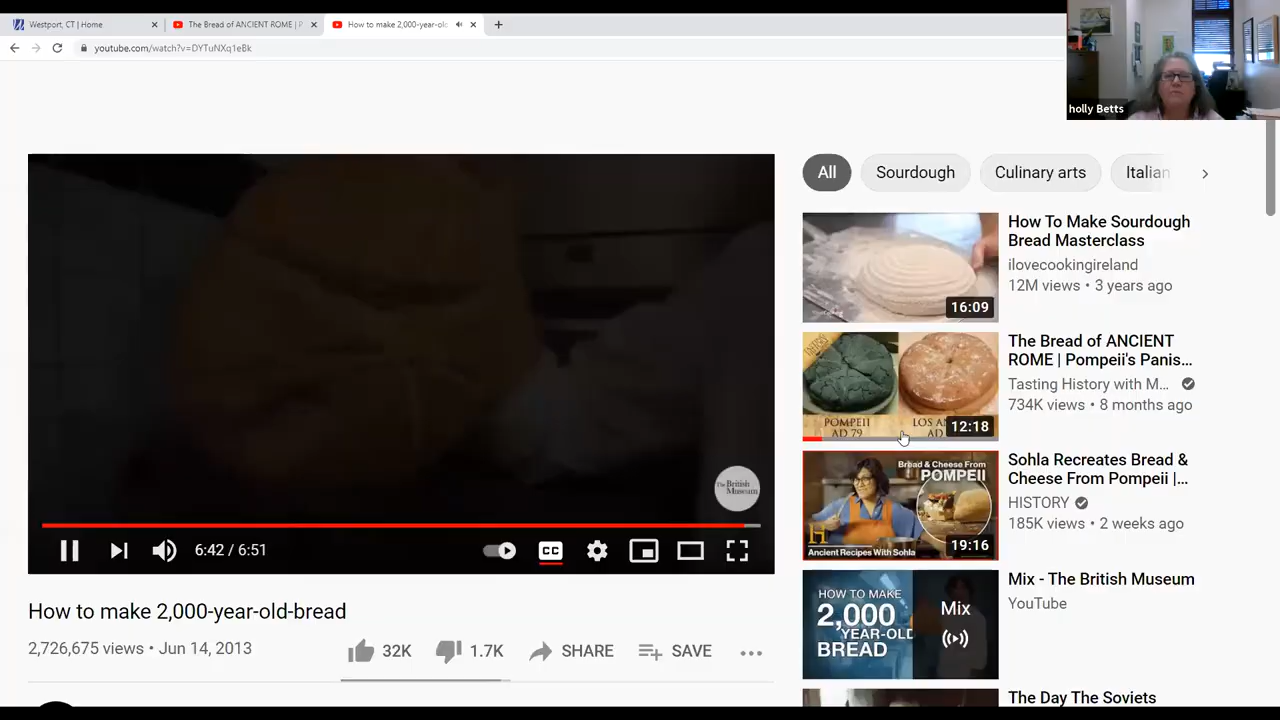 Westport, CT | Home
The Bread of ANCIENT ROME | P
How to make 2,000-year-old
youtube.com/watch?v=DYTuNXq1eBk
holly Betts
All
Sourdough
Culinary arts
Italian
How To Make Sourdough
Bread Masterclass
ilovecookingireland
12M views • 3 years ago
16:09
The Bread of ANCIENT
ROME | Pompeii's Panis...
Tasting History with M...
734K views • 8 months ago
POMPEII
AD 79
LOS AN
AD
12:18
Sohla Recreates Bread &
Cheese From Pompeii |...
HISTORY
185K views • 2 weeks ago
Bread & Cheese From
POMPEII
H
Ancient Recipes With Sohla
19:16
Mix - The British Museum
YouTube
HOW TO MAKE
2,000
YEAR-OLD
BREAD
Mix
The Day The Soviets
The British
Museum
6:42 / 6:51
CC
How to make 2,000-year-old-bread
2,726,675 views • Jun 14, 2013
32K
1.7K
SHARE
SAVE